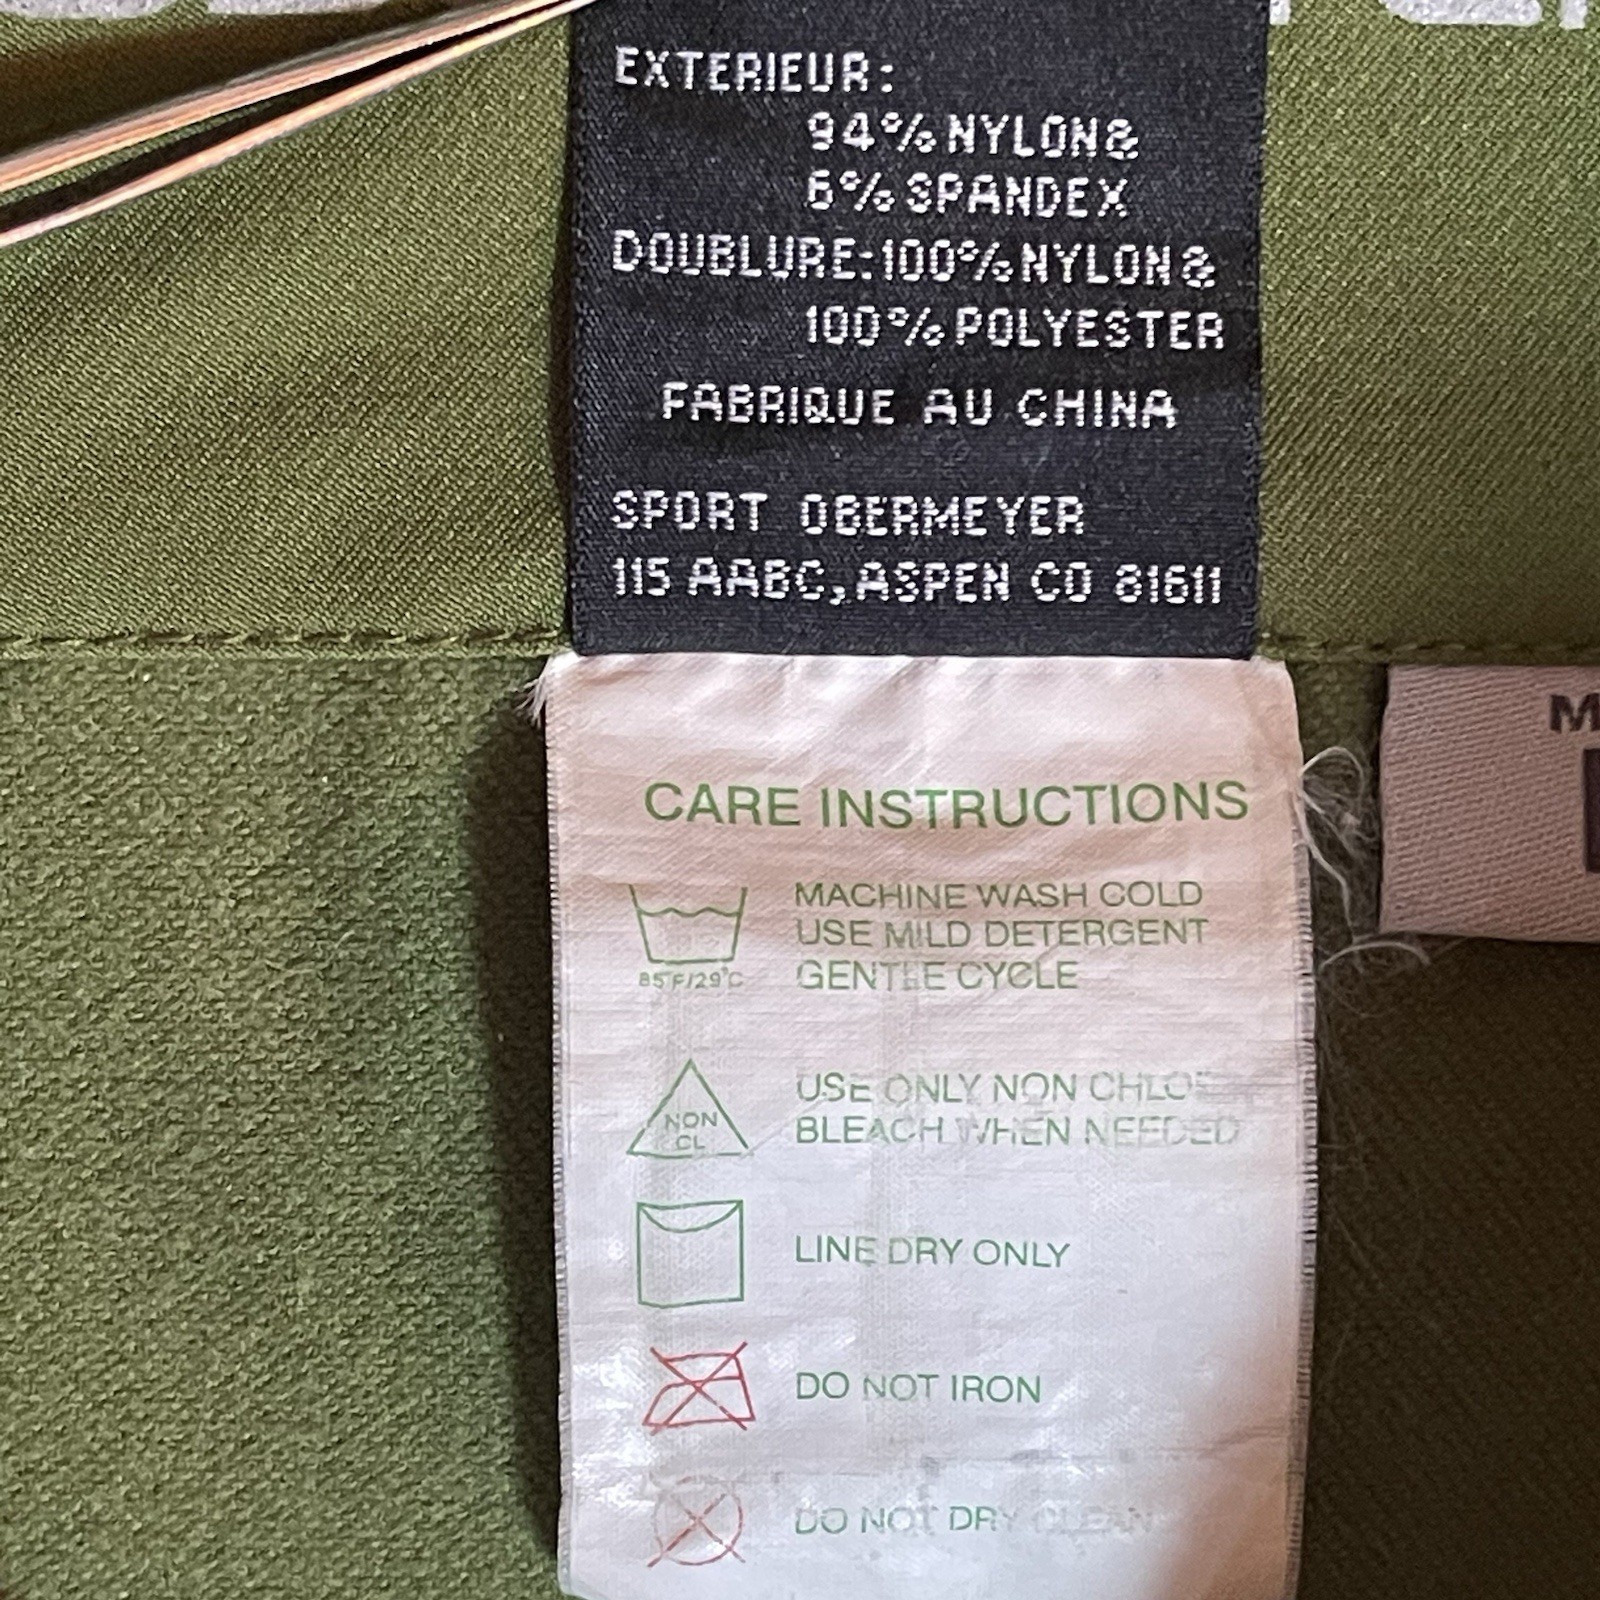 EXTERIEUR:
94% NYLON &
6% SPANDEX
DOUBLURE: 100% NYLON &
100% POLYESTER
FABRIQUE AU CHINA
SPORT OBERMEYER
115 AABC, ASPEN CO 81611
CARE INSTRUCTIONS
MACHINE WASH COLD
USE MILD DETERGENT
GENTLE CYCLE
85°F/29°C
USE ONLY NON CHLO
BLEACH WHEN NEEDED
NON
CL
LINE DRY ONLY
DO NOT IRON
DO NOT DRY CLEAN
M